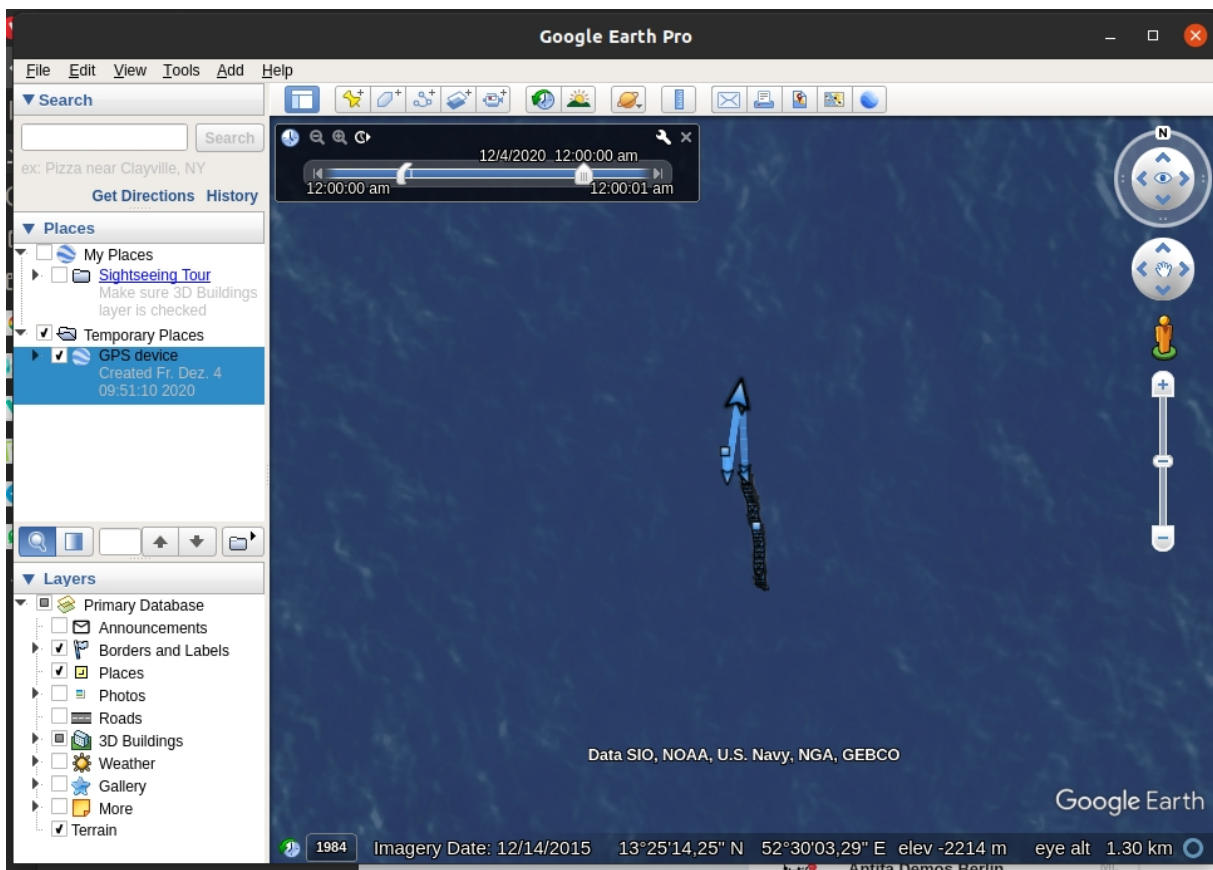 Google Earth Pro
File Edit View Tools Add Help
Search
Search
ex: Pizza near Clayville, NY
Get Directions History
Places
My Places
Sightseeing Tour
Make sure 3D Buildings
layer is checked
Temporary Places
GPS device
Created Fr. Dez. 4
09:51:10 2020
Layers
Primary Database
Announcements
Borders and Labels
Places
Photos
Roads
3D Buildings
Weather
Gallery
More
Terrain
12/4/2020 12:00:00 am
12:00:00 am 12:00:01 am
N
Data SIO, NOAA, U.S. Navy, NGA, GEBCO
Google Earth
1984 Imagery Date: 12/14/2015 13°25'14,25" N 52°30'03,29" E elev -2214 m eye alt 1.30 km